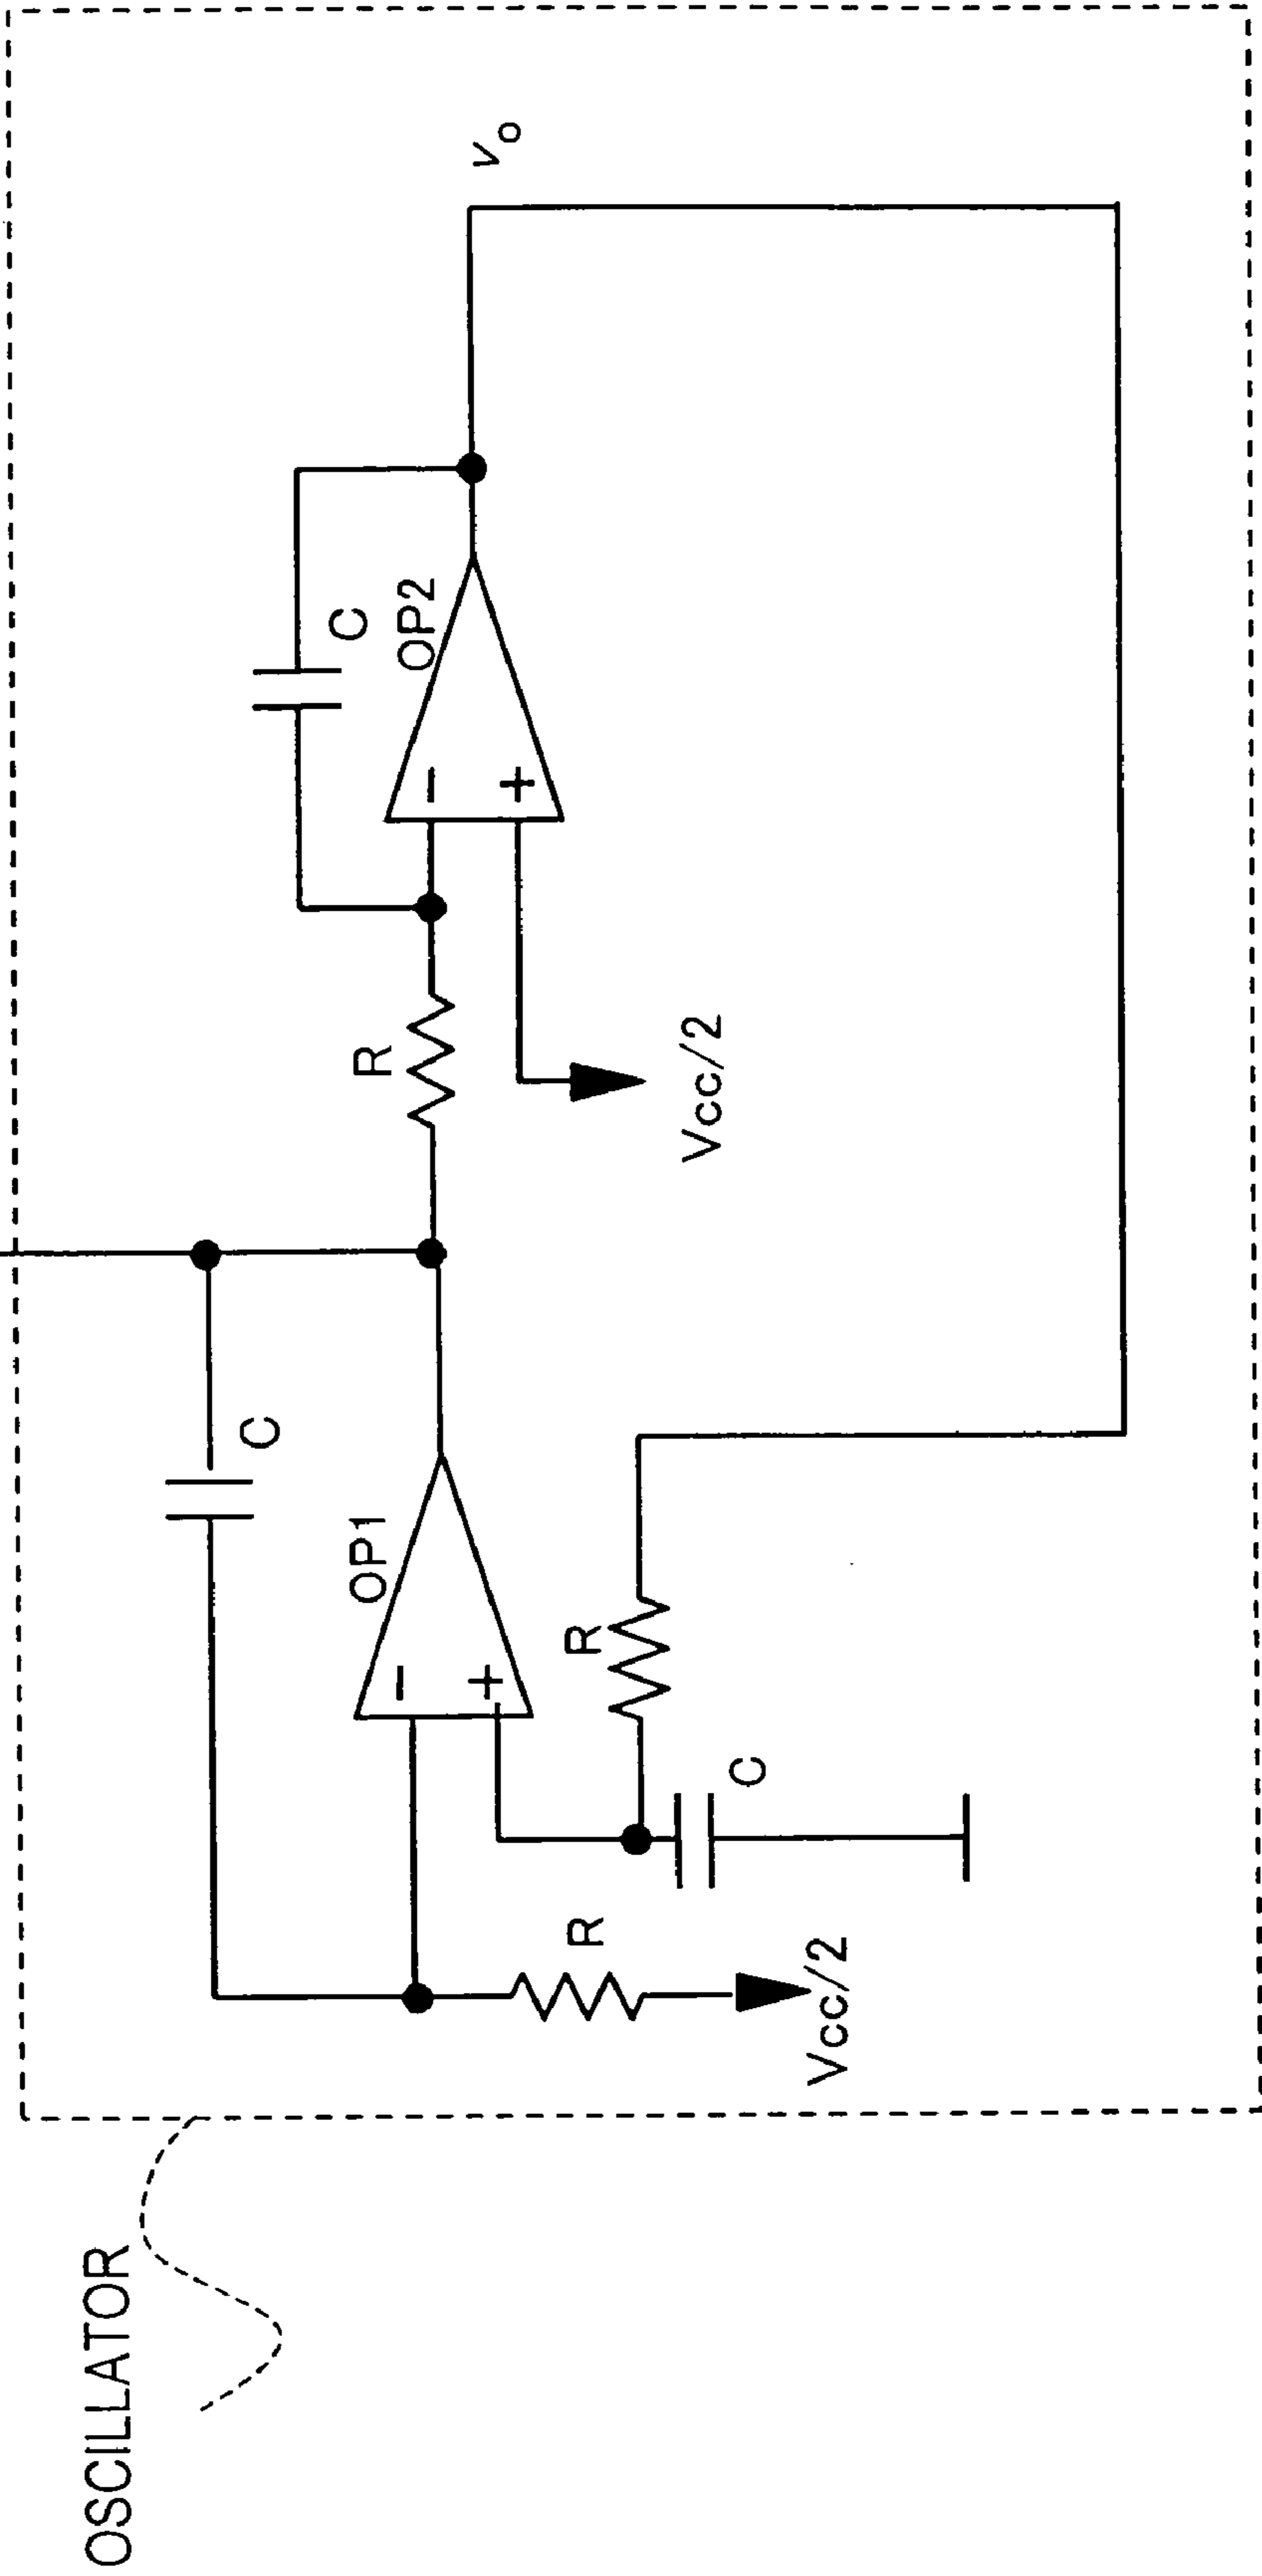 OSCILLATOR
C
OP1
-
+
R
Vcc/2
R
C
R
C
OP2
-
+
Vcc/2
vo